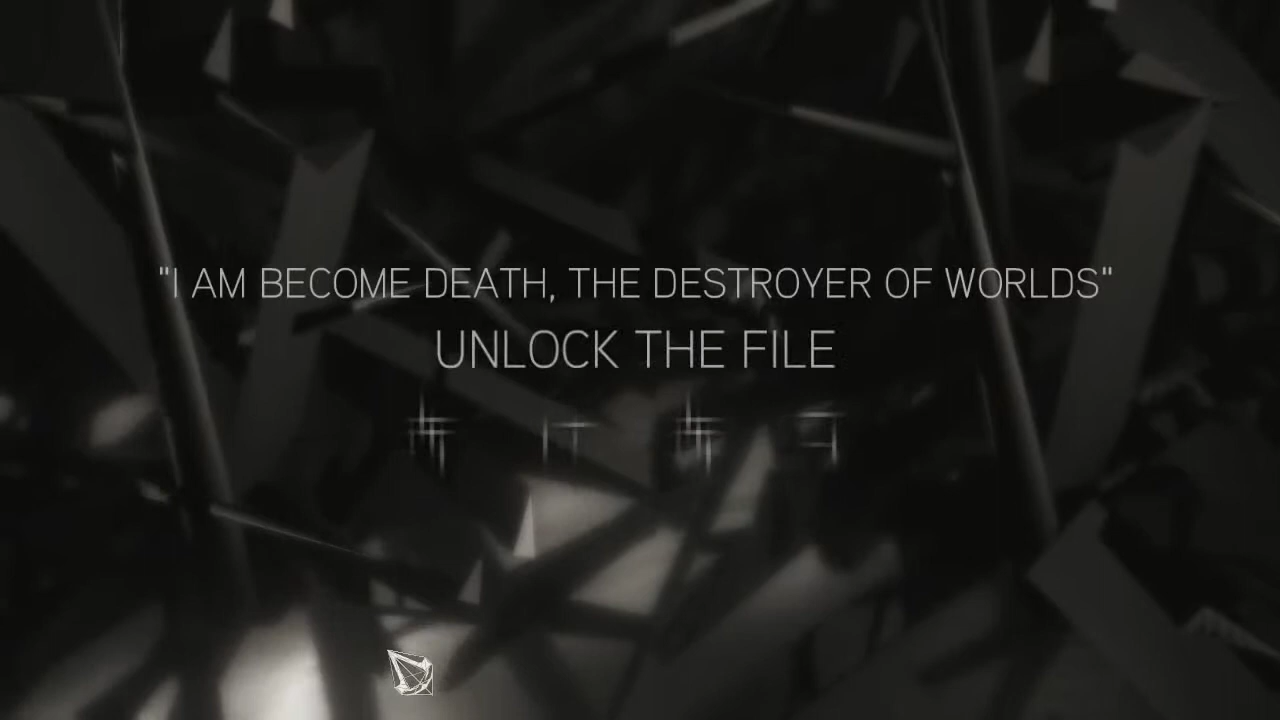 "I AM BECOME DEATH, THE DESTROYER OF WORLDS"
UNLOCK THE FILE